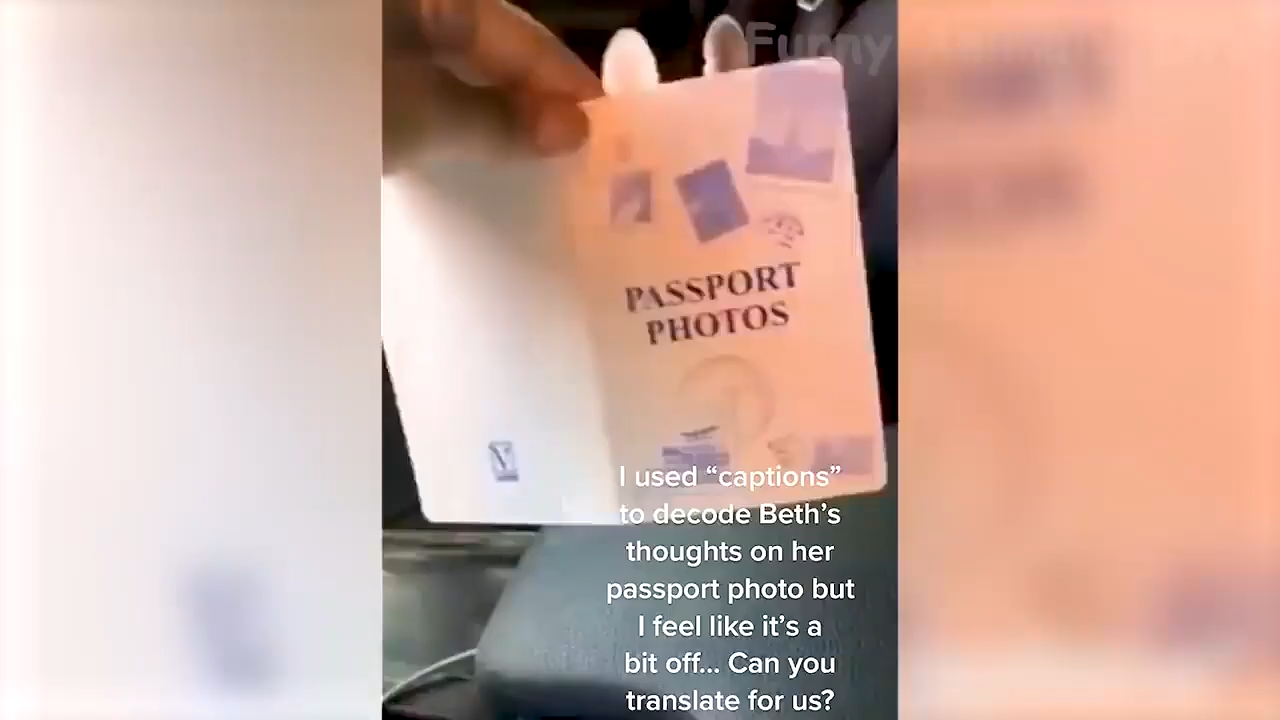 Funny
PASSPORT
PHOTOS
V
I used “captions”
to decode Beth’s
thoughts on her
passport photo but
I feel like it’s a
bit off... Can you
translate for us?